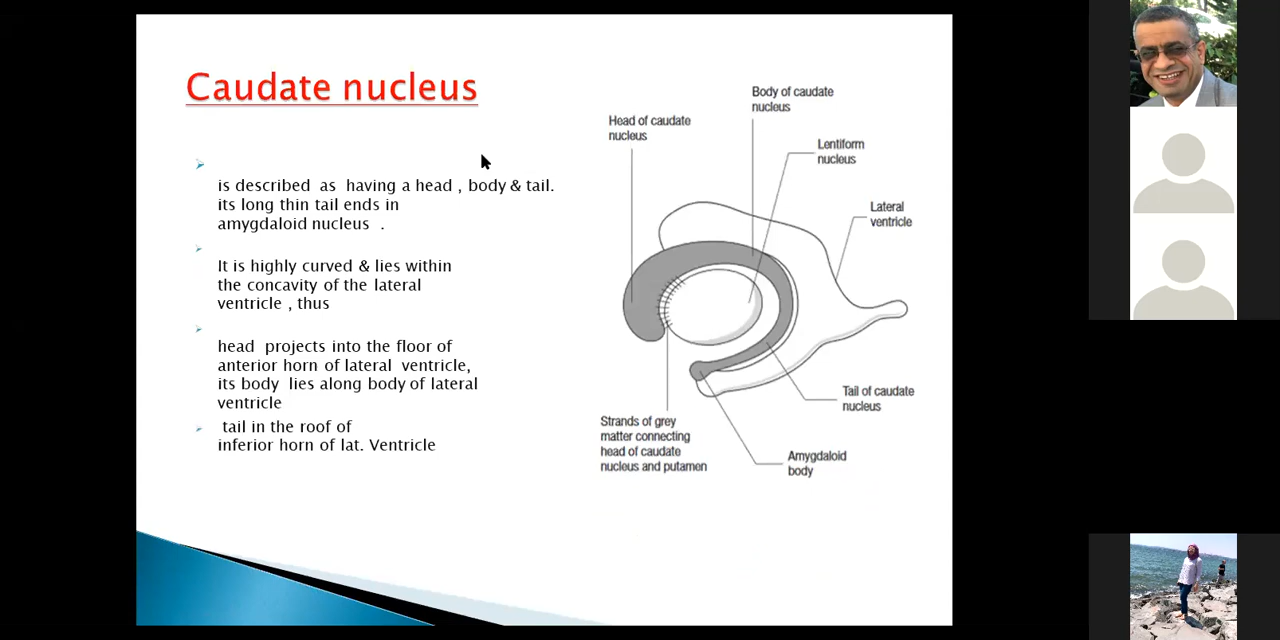 Caudate nucleus
is described as having a head , body & tail.
its long thin tail ends in
amygdaloid nucleus .
It is highly curved & lies within
the concavity of the lateral
ventricle , thus
head projects into the floor of
anterior horn of lateral ventricle,
its body lies along body of lateral
ventricle
tail in the roof of
inferior horn of lat. Ventricle
Head of caudate
nucleus
Body of caudate
nucleus
Lentiform
nucleus
Lateral
ventricle
Tail of caudate
nucleus
Amygdaloid
body
Strands of grey
matter connecting
head of caudate
nucleus and putamen